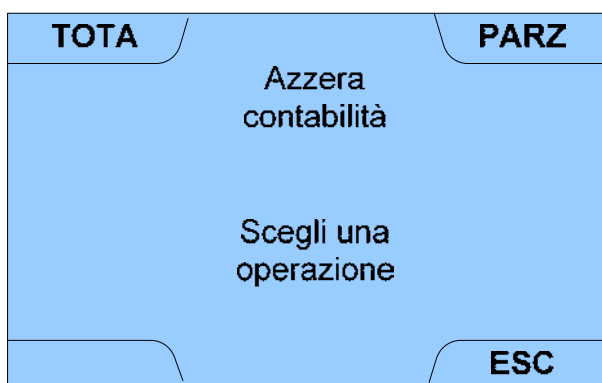 TOTA
PARZ
Azzera
contabilità
Scegli una
operazione
ESC